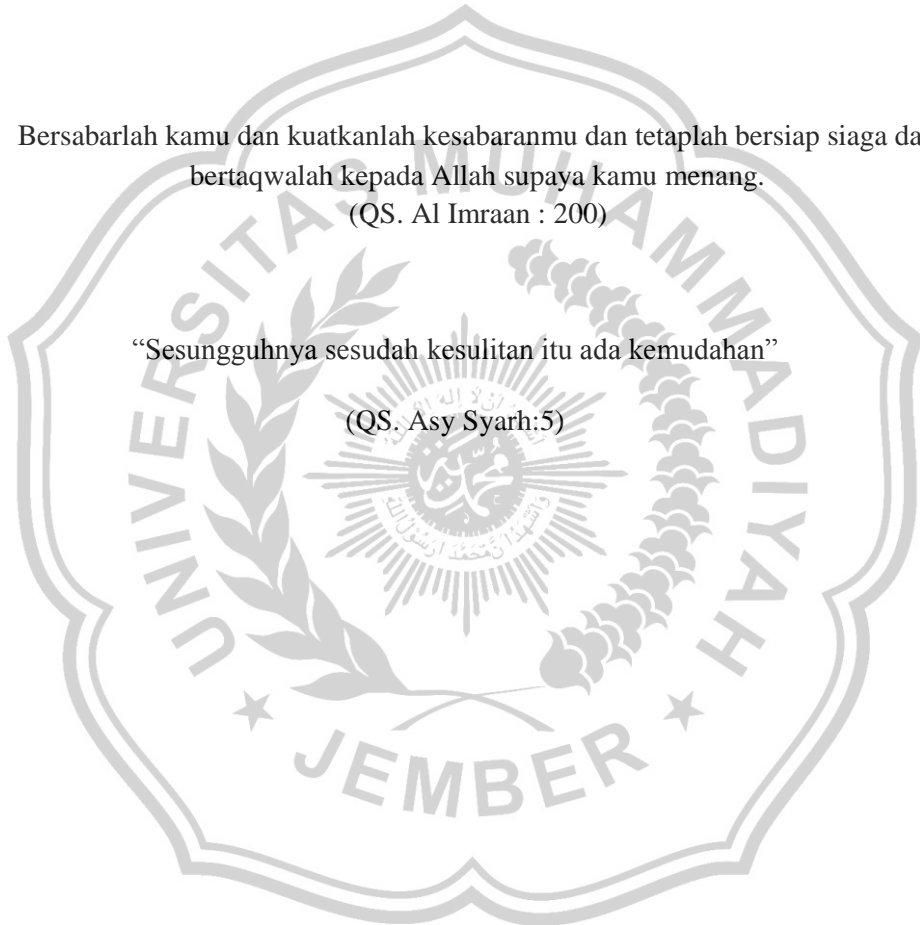 Bersabarlah kamu dan kuatkanlah kesabaranmu dan tetaplah bersiap siaga da
bertaqwalah kepada Allah supaya kamu menang.
(QS. Al Imraan : 200)
“Sesungguhnya sesudah kesulitan itu ada kemudahan”
(QS. Asy Syarh:5)
UNIVERSITAS MUHAMMADIYAH
JEMBER
محمد